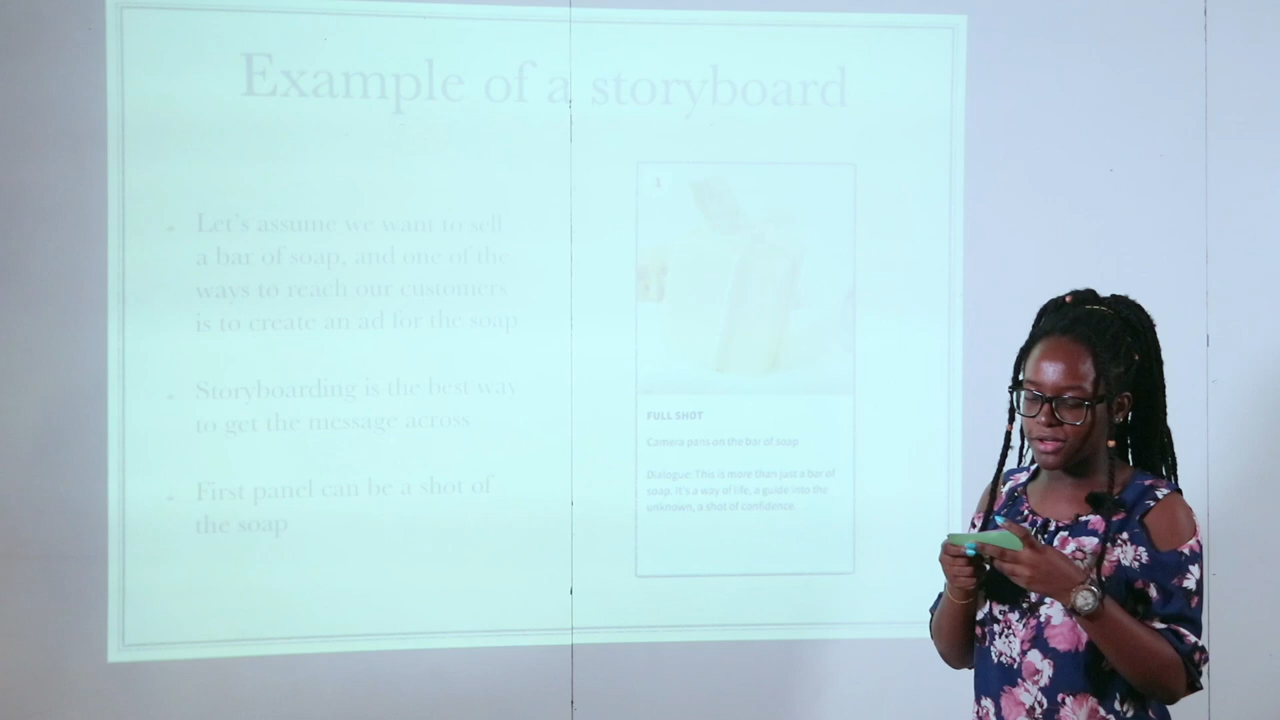 Example of a storyboard
Let's assume we want to sell
a bar of soap, and one of the
ways to reach our customers
is to create an ad for the soap
Storyboarding is the best way
to get the message across
First panel can be a shot of
the soap
1
FULL SHOT
Camera pans on the bar of soap
Dialogue: This is more than just a bar of
soap, it's a way of life, a guide into the
unknown, a shot of confidence.